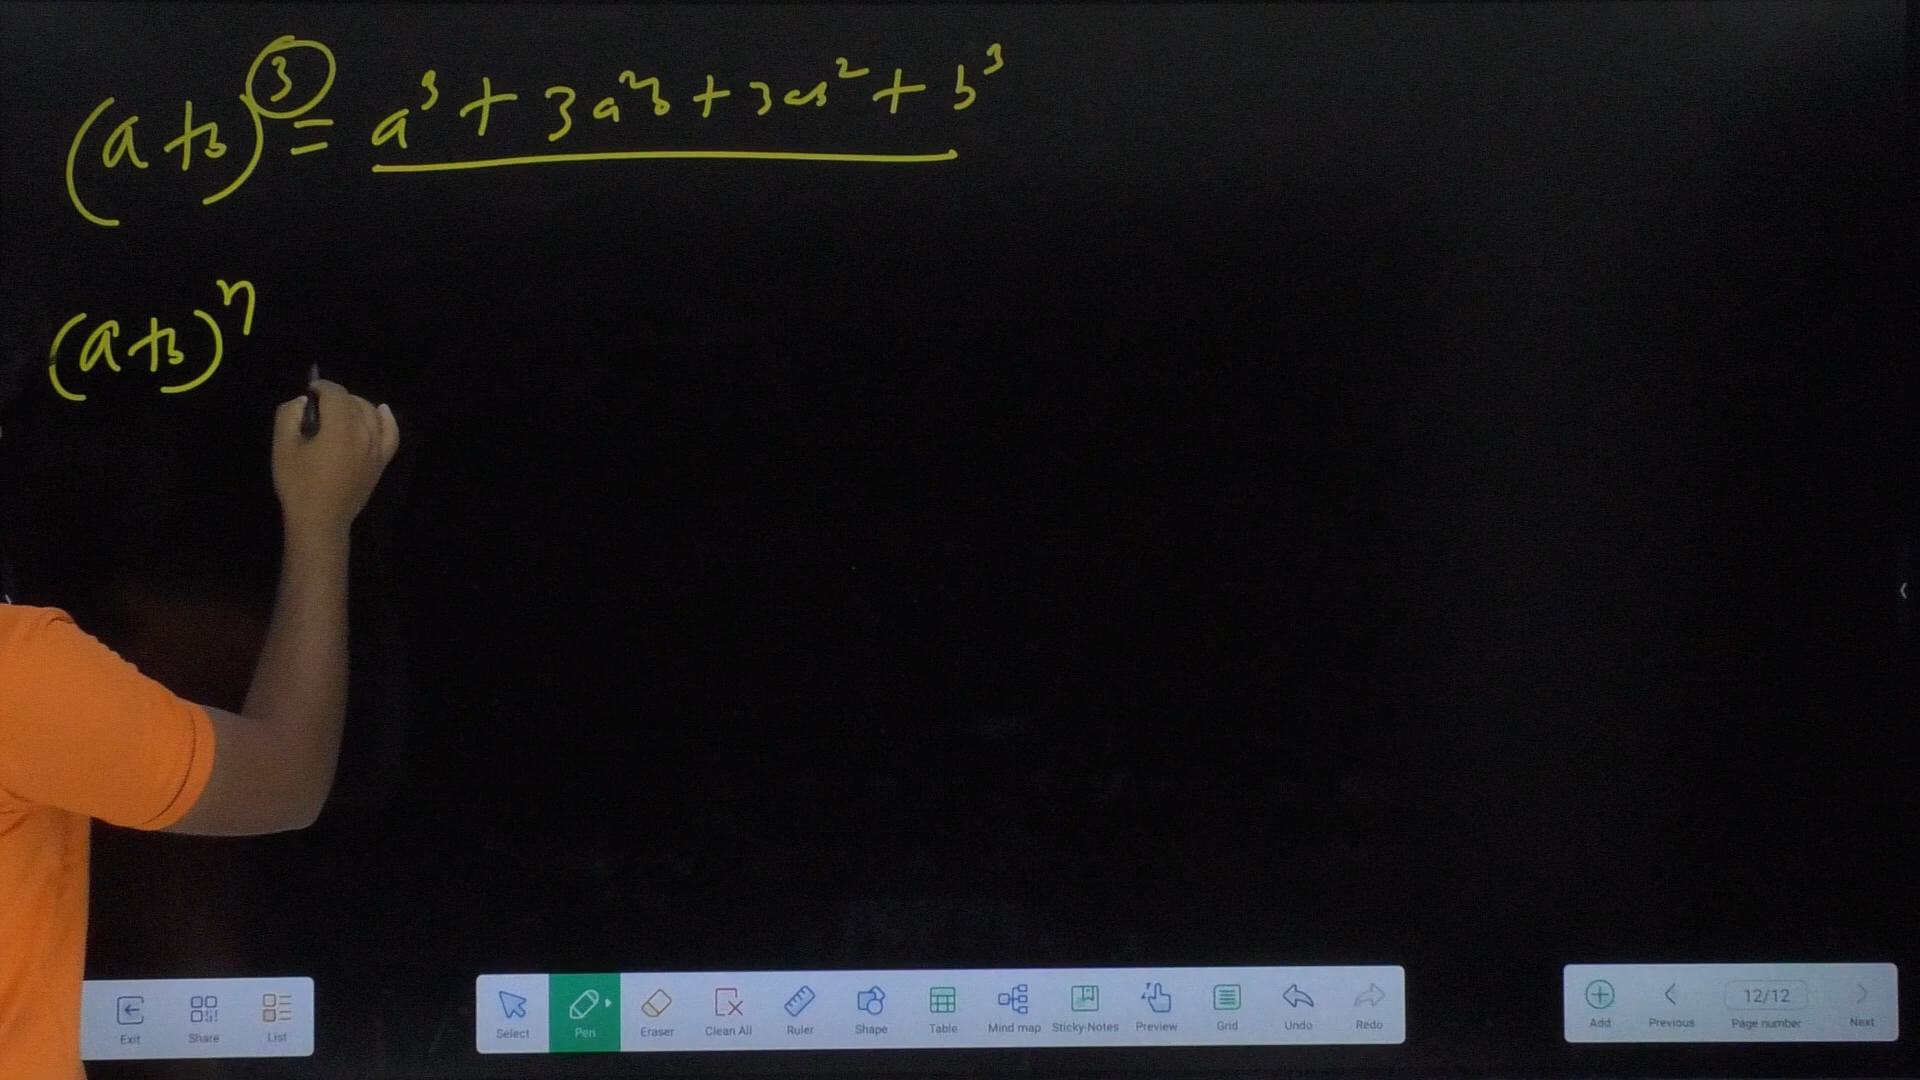 (a+b)³ = a³ + 3a²b + 3ab² + b³
(a+b)ⁿ
Exit Share List
Select Pen Eraser Clean All Ruler Shape Table Mind map Sticky-Notes Preview Grid Undo Redo
Add Previous 12/12 Page number Next